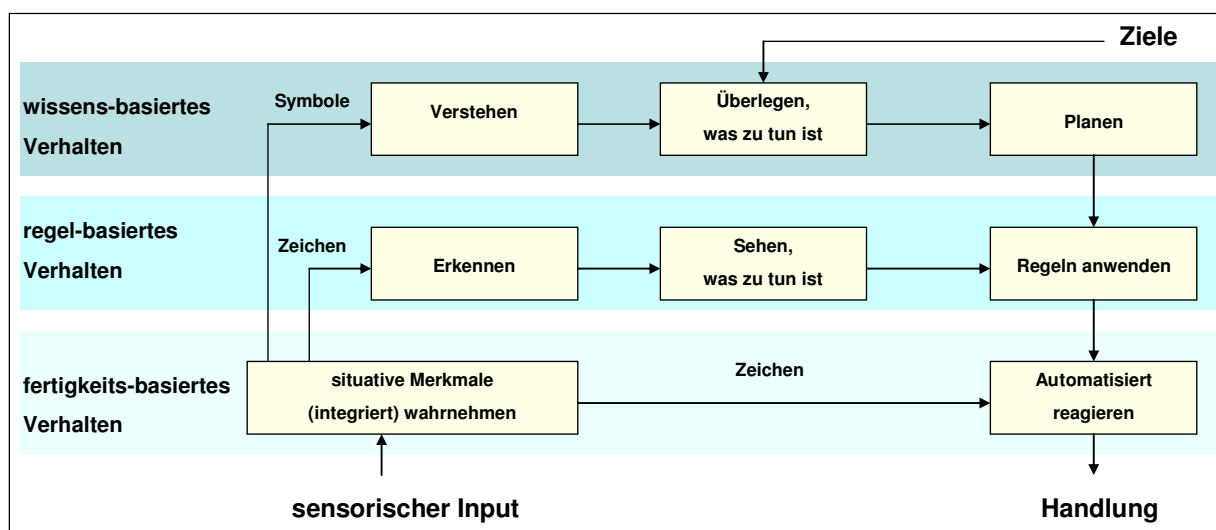 Ziele
wissens-basiertes
Verhalten
Symbole
Verstehen
Überlegen,
was zu tun ist
Planen
regel-basiertes
Verhalten
Zeichen
Erkennen
Sehen,
was zu tun ist
Regeln anwenden
fertigkeits-basiertes
Verhalten
situative Merkmale
(integriert) wahrnehmen
Zeichen
Automatisiert
reagieren
sensorischer Input
Handlung